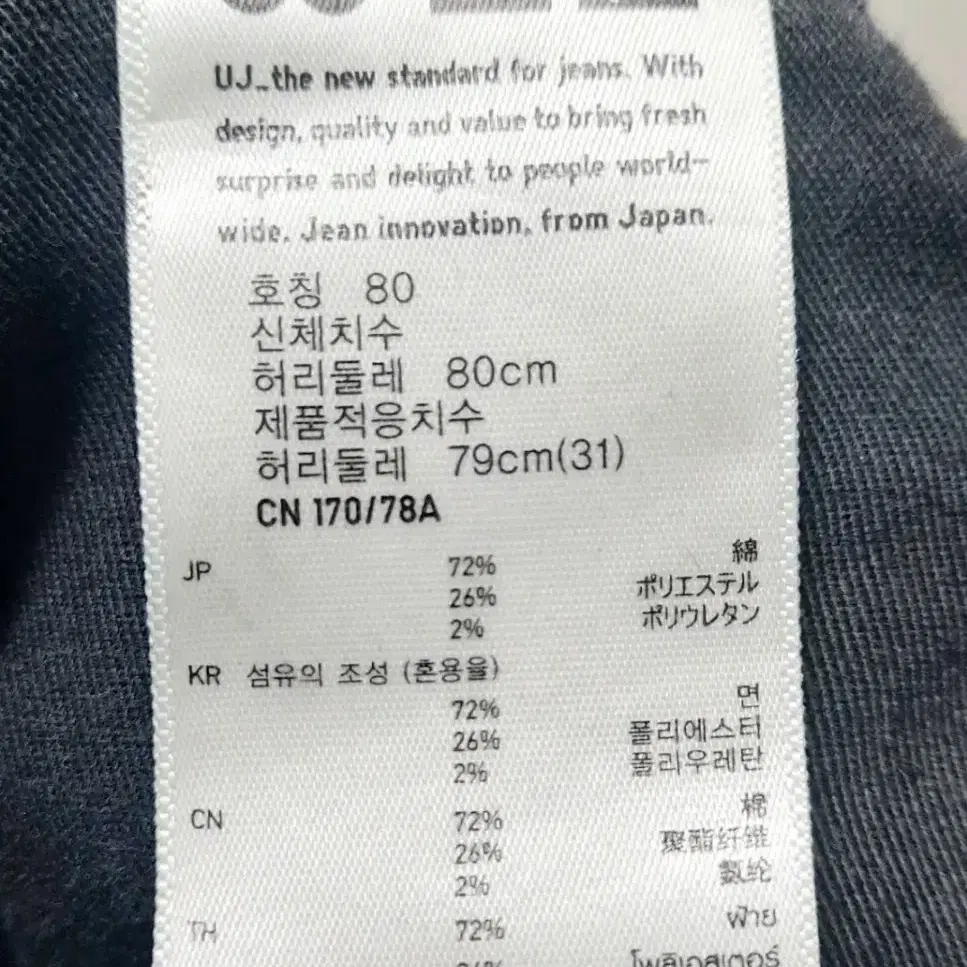 UJ_the new standard for jeans. With
design, quality and value to bring fresh
surprise and delight to people world-
wide. Jean innovation, from Japan.
호칭 80
신체치수
허리둘레 80cm
제품적응치수
허리둘레 79cm(31)
CN 170/78A
JP 72% 綿
26% ポリエステル
2% ポリウレタン
KR 섬유의 조성 (혼용율)
72% 면
26% 폴리에스터
2% 폴리우레탄
CN 72% 棉
26% 聚酯纤维
2% 氨纶
TH 72% ฝ้าย
โพลิเอสเตอร์